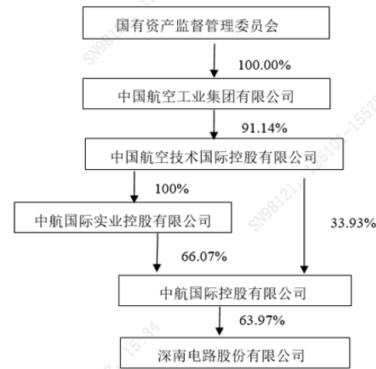 国有资产监督管理委员会
100.00%
中国航空工业集团有限公司
91.14%
中国航空技术国际控股有限公司
100%
中航国际实业控股有限公司
33.93%
66.07%
中航国际控股有限公司
63.97%
深南电路股份有限公司